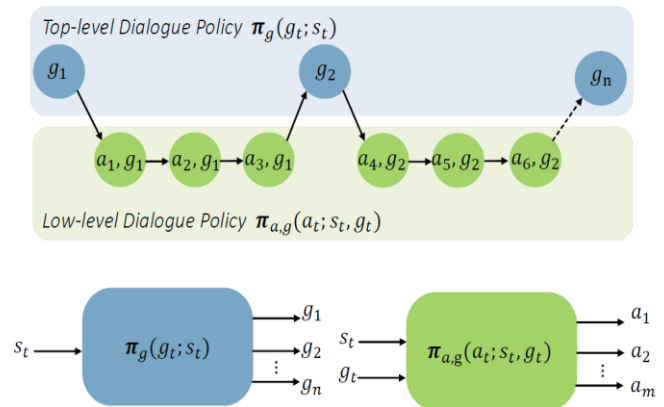 Top-level Dialogue Policy π_g(g_t; s_t)
g_1 g_2 g_n
a_1, g_1 a_2, g_1 a_3, g_1 a_4, g_2 a_5, g_2 a_6, g_2
Low-level Dialogue Policy π_{a,g}(a_t; s_t, g_t)
s_t
π_g(g_t; s_t)
g_1
g_2
⋮
g_n
s_t
g_t
π_{a,g}(a_t; s_t, g_t)
a_1
a_2
⋮
a_m